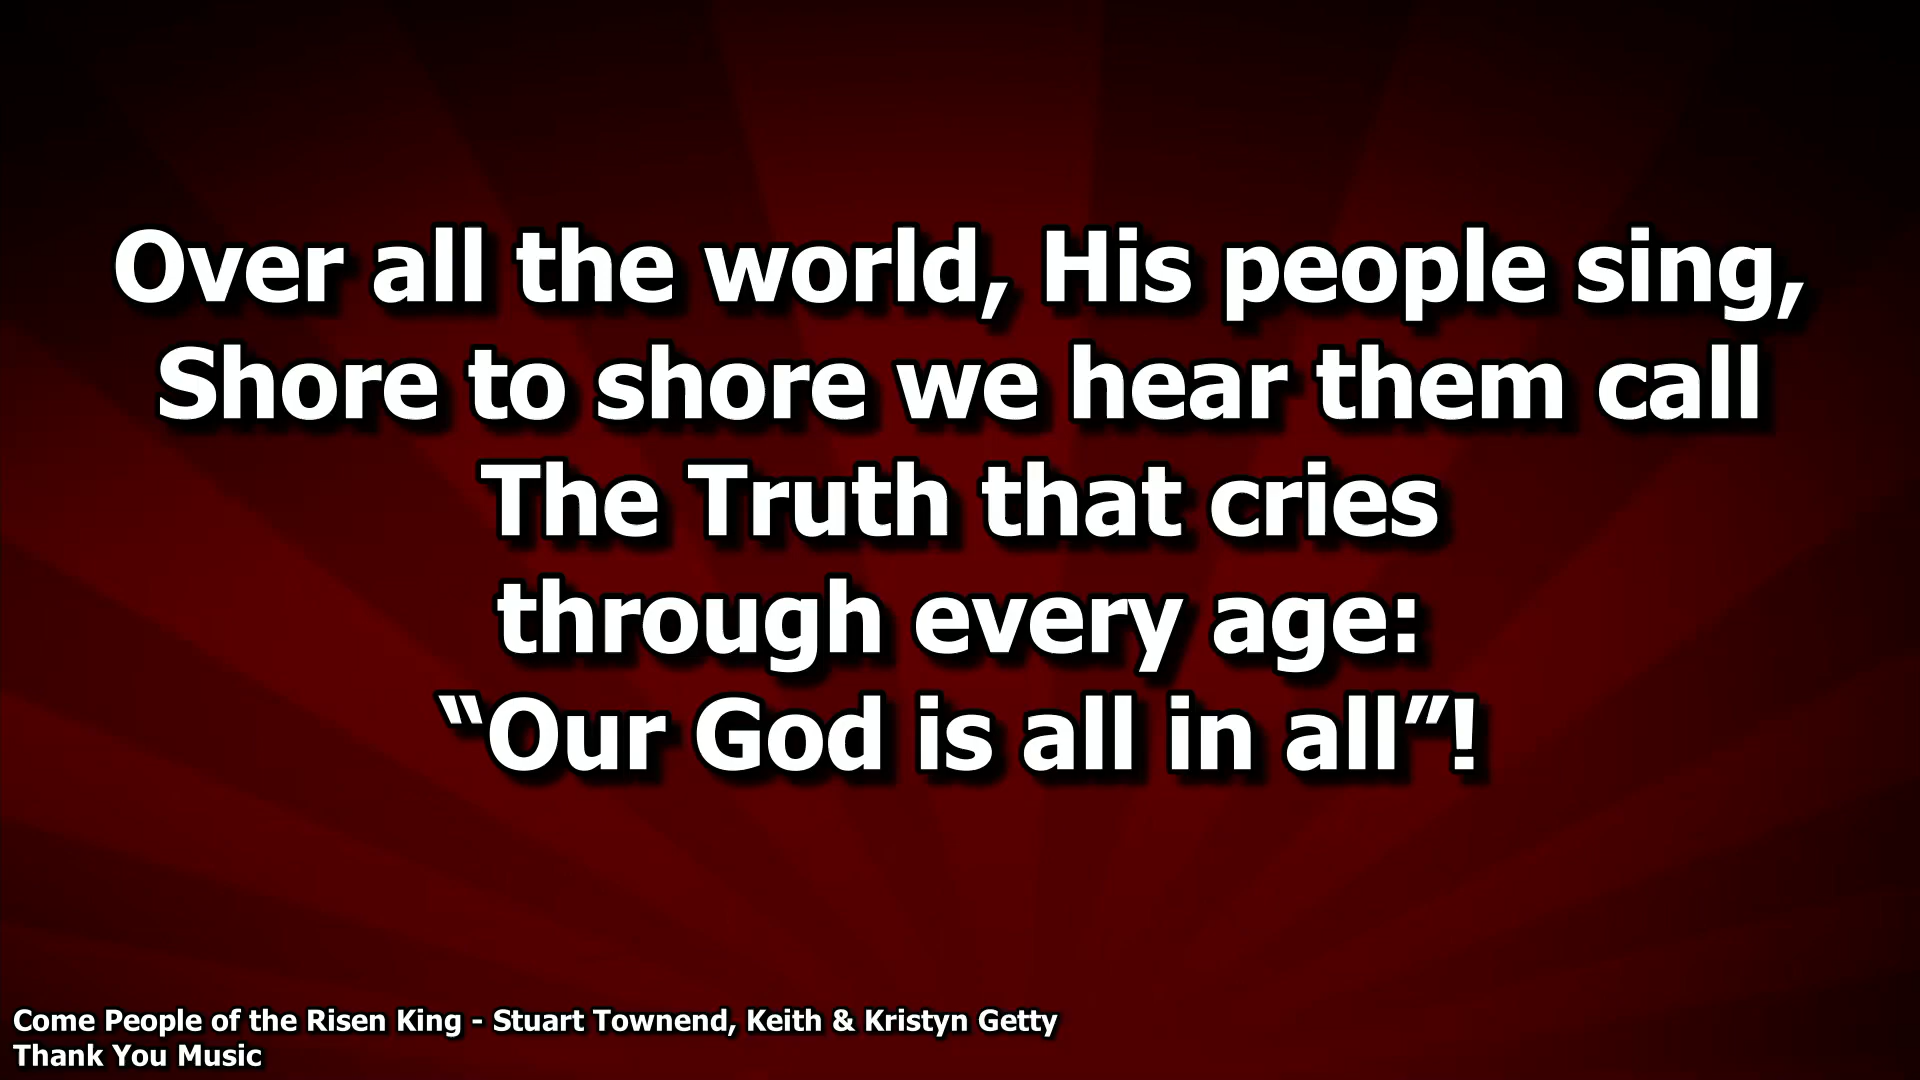 Over all the world, His people sing,
Shore to shore we hear them call
The Truth that cries
through every age:
“Our God is all in all”!
Come People of the Risen King - Stuart Townend, Keith & Kristyn Getty
Thank You Music